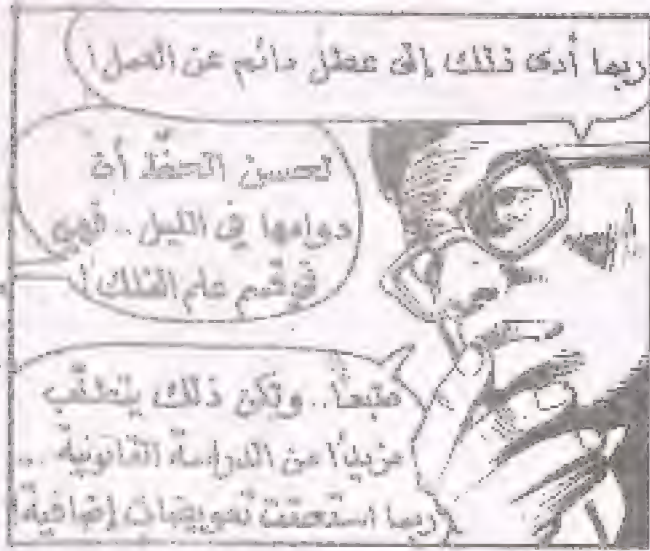 ربما أدى ذلك إلى عطل دائم عن العمل!
لحسن الحظ أن
دوامها في الليل.. فهي
في قسم علم الفلك!
طبعاً.. ولكن ذلك يتطلب
مزيداً من الدراسة القانونية..
ربما استحقت تعويضات إضافية!